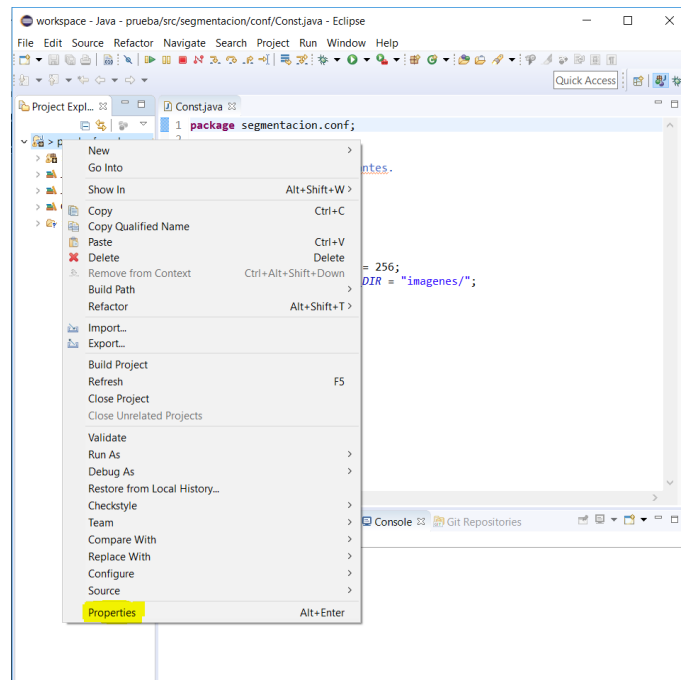 workspace - Java - prueba/src/segmentacion/conf/Const.java - Eclipse
File Edit Source Refactor Navigate Search Project Run Window Help
Quick Access
Project Expl...
Const.java
1 package segmentacion.conf;
2
> p
New
Go Into
ntes.
Show In Alt+Shift+W >
Copy Ctrl+C
Copy Qualified Name
Paste Ctrl+V
Delete Delete
= 256;
Remove from Context Ctrl+Alt+Shift+Down
DIR = "imagenes/";
Build Path >
Refactor Alt+Shift+T >
Import...
Export...
Build Project
Refresh F5
Close Project
Close Unrelated Projects
Validate
Run As >
Debug As >
Restore from Local History...
Checkstyle >
Team >
Console Git Repositories
Compare With >
Replace With >
Configure >
Source >
Properties Alt+Enter